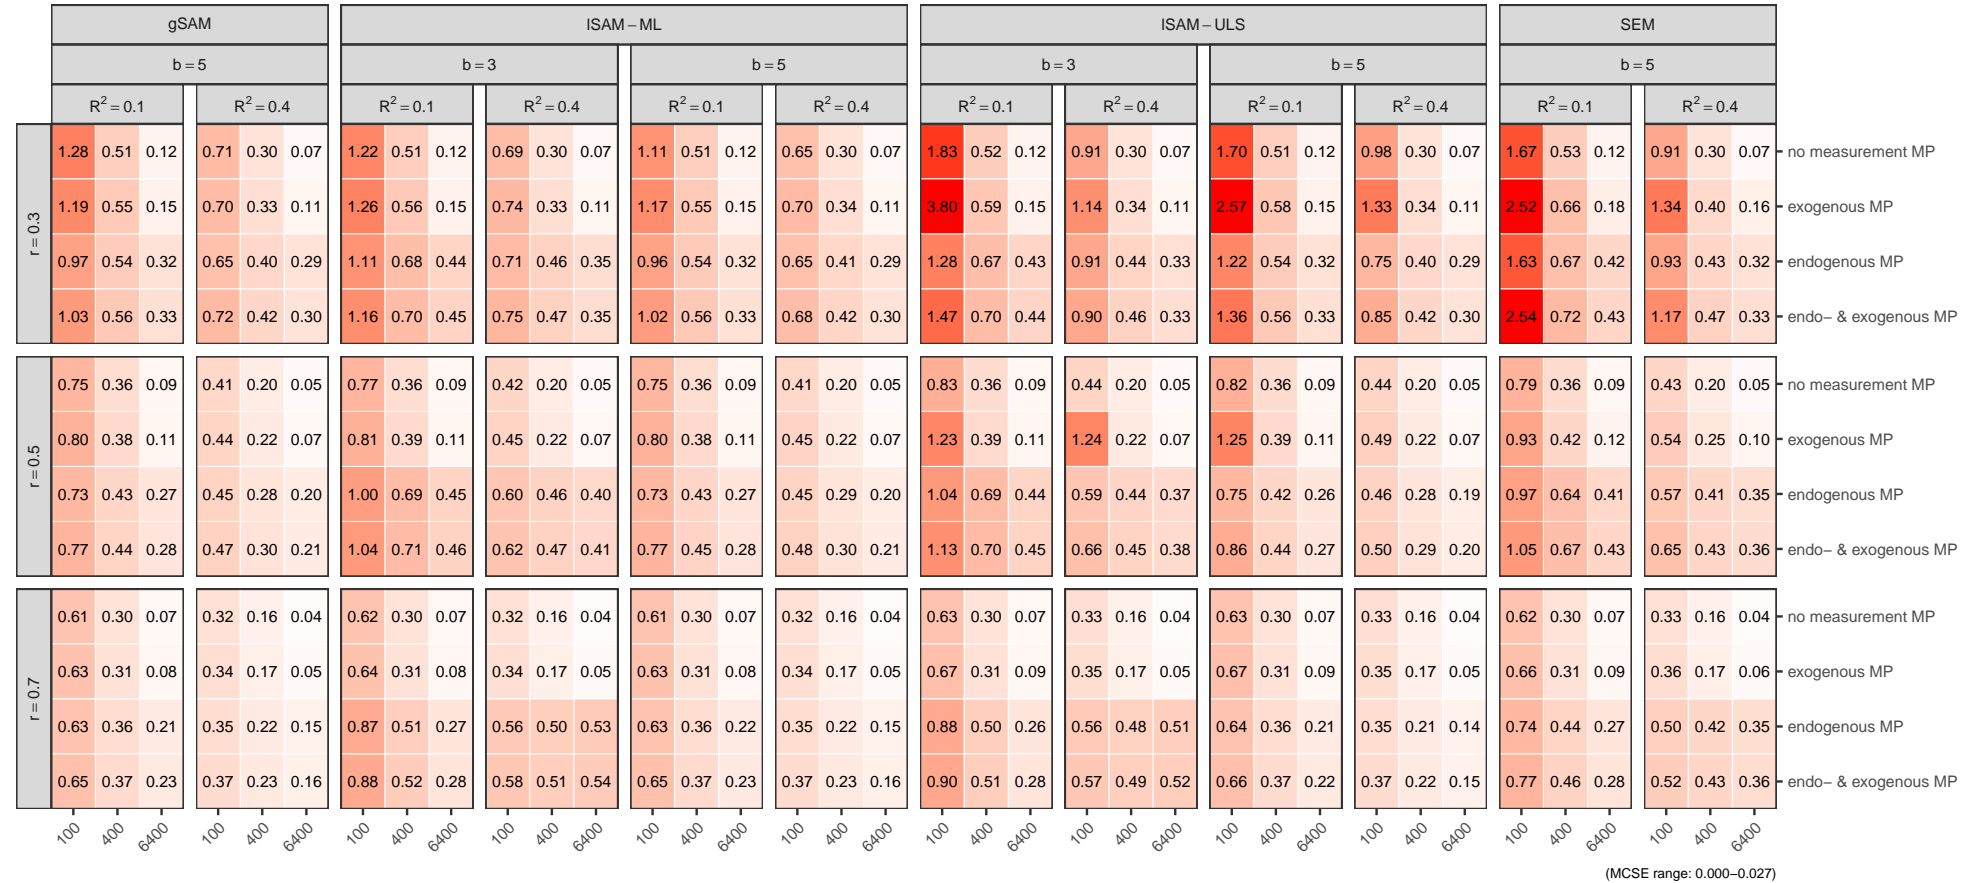 gSAM lSAM – ML lSAM – ULS SEM
b = 5 b = 3 b = 5 b = 3 b = 5 b = 5
R² = 0.1 R² = 0.4 R² = 0.1 R² = 0.4 R² = 0.1 R² = 0.4 R² = 0.1 R² = 0.4 R² = 0.1 R² = 0.4 R² = 0.1 R² = 0.4
r = 0.3
1.28 0.51 0.12 0.71 0.30 0.07 1.22 0.51 0.12 0.69 0.30 0.07 1.11 0.51 0.12 0.65 0.30 0.07 1.83 0.52 0.12 0.91 0.30 0.07 1.70 0.51 0.12 0.98 0.30 0.07 1.67 0.53 0.12 0.91 0.30 0.07 no measurement MP
1.19 0.55 0.15 0.70 0.33 0.11 1.26 0.56 0.15 0.74 0.33 0.11 1.17 0.55 0.15 0.70 0.34 0.11 3.80 0.59 0.15 1.14 0.34 0.11 2.57 0.58 0.15 1.33 0.34 0.11 2.52 0.66 0.18 1.34 0.40 0.16 exogenous MP
0.97 0.54 0.32 0.65 0.40 0.29 1.11 0.68 0.44 0.71 0.46 0.35 0.96 0.54 0.32 0.65 0.41 0.29 1.28 0.67 0.43 0.91 0.44 0.33 1.22 0.54 0.32 0.75 0.40 0.29 1.63 0.67 0.42 0.93 0.43 0.32 endogenous MP
1.03 0.56 0.33 0.72 0.42 0.30 1.16 0.70 0.45 0.75 0.47 0.35 1.02 0.56 0.33 0.68 0.42 0.30 1.47 0.70 0.44 0.90 0.46 0.33 1.36 0.56 0.33 0.85 0.42 0.30 2.54 0.72 0.43 1.17 0.47 0.33 endo– & exogenous MP
r = 0.5
0.75 0.36 0.09 0.41 0.20 0.05 0.77 0.36 0.09 0.42 0.20 0.05 0.75 0.36 0.09 0.41 0.20 0.05 0.83 0.36 0.09 0.44 0.20 0.05 0.82 0.36 0.09 0.44 0.20 0.05 0.79 0.36 0.09 0.43 0.20 0.05 no measurement MP
0.80 0.38 0.11 0.44 0.22 0.07 0.81 0.39 0.11 0.45 0.22 0.07 0.80 0.38 0.11 0.45 0.22 0.07 1.23 0.39 0.11 1.24 0.22 0.07 1.25 0.39 0.11 0.49 0.22 0.07 0.93 0.42 0.12 0.54 0.25 0.10 exogenous MP
0.73 0.43 0.27 0.45 0.28 0.20 1.00 0.69 0.45 0.60 0.46 0.40 0.73 0.43 0.27 0.45 0.29 0.20 1.04 0.69 0.44 0.59 0.44 0.37 0.75 0.42 0.26 0.46 0.28 0.19 0.97 0.64 0.41 0.57 0.41 0.35 endogenous MP
0.77 0.44 0.28 0.47 0.30 0.21 1.04 0.71 0.46 0.62 0.47 0.41 0.77 0.45 0.28 0.48 0.30 0.21 1.13 0.70 0.45 0.66 0.45 0.38 0.86 0.44 0.27 0.50 0.29 0.20 1.05 0.67 0.43 0.65 0.43 0.36 endo– & exogenous MP
r = 0.7
0.61 0.30 0.07 0.32 0.16 0.04 0.62 0.30 0.07 0.32 0.16 0.04 0.61 0.30 0.07 0.32 0.16 0.04 0.63 0.30 0.07 0.33 0.16 0.04 0.63 0.30 0.07 0.33 0.16 0.04 0.62 0.30 0.07 0.33 0.16 0.04 no measurement MP
0.63 0.31 0.08 0.34 0.17 0.05 0.64 0.31 0.08 0.34 0.17 0.05 0.63 0.31 0.08 0.34 0.17 0.05 0.67 0.31 0.09 0.35 0.17 0.05 0.67 0.31 0.09 0.35 0.17 0.05 0.66 0.31 0.09 0.36 0.17 0.06 exogenous MP
0.63 0.36 0.21 0.35 0.22 0.15 0.87 0.51 0.27 0.56 0.50 0.53 0.63 0.36 0.22 0.35 0.22 0.15 0.88 0.50 0.26 0.56 0.48 0.51 0.64 0.36 0.21 0.35 0.21 0.14 0.74 0.44 0.27 0.50 0.42 0.35 endogenous MP
0.65 0.37 0.23 0.37 0.23 0.16 0.88 0.52 0.28 0.58 0.51 0.54 0.65 0.37 0.23 0.37 0.23 0.16 0.90 0.51 0.28 0.57 0.49 0.52 0.66 0.37 0.22 0.37 0.22 0.15 0.77 0.46 0.28 0.52 0.43 0.36 endo– & exogenous MP
100 400 6400 100 400 6400 100 400 6400 100 400 6400 100 400 6400 100 400 6400 100 400 6400 100 400 6400 100 400 6400 100 400 6400 100 400 6400 100 400 6400
(MCSE range: 0.000–0.027)